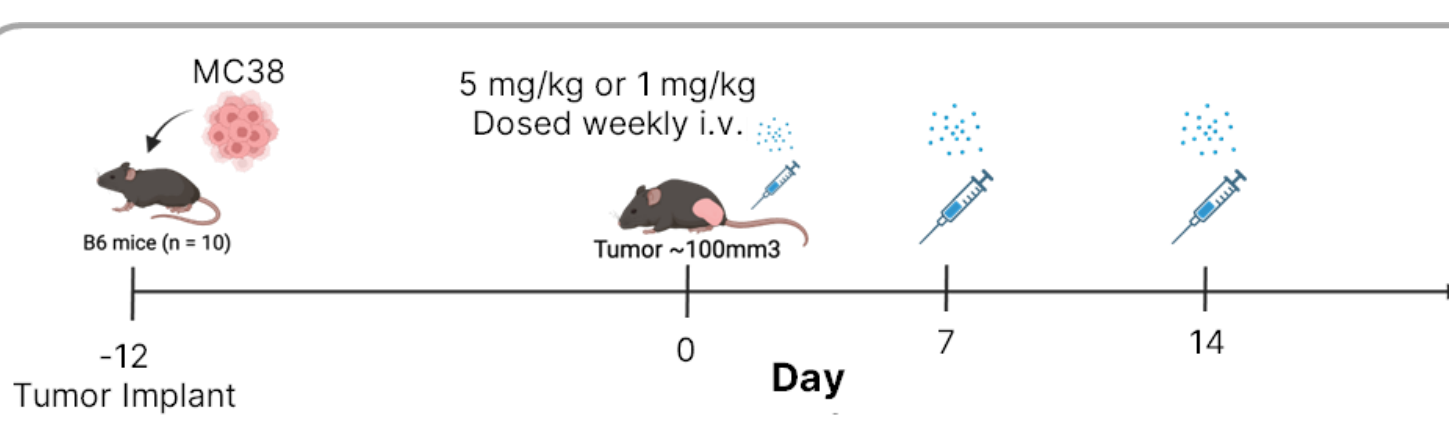 MC38
5 mg/kg or 1 mg/kg
Dosed weekly i.v.
B6 mice (n = 10)
Tumor ~100mm3
-12
0
7
14
Tumor Implant
Day